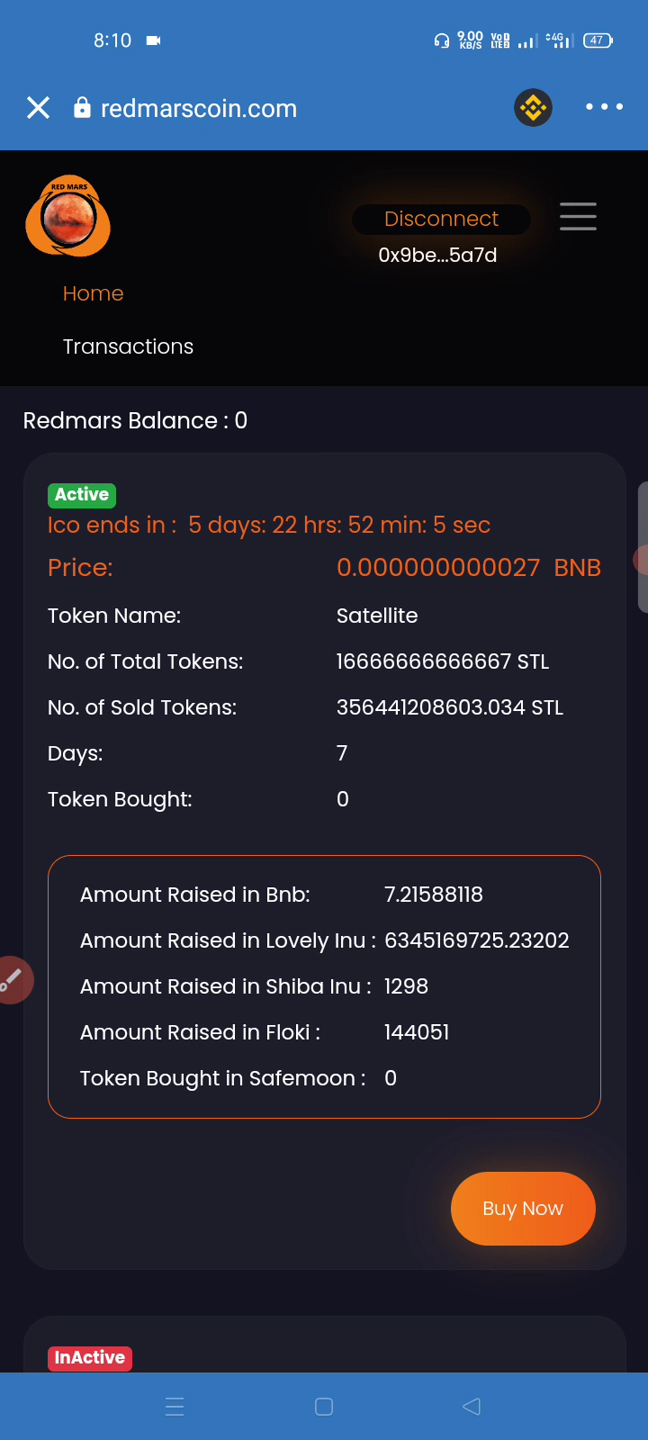 8:10 9.00 KB/S Vo LTE 4G 47
redmarscoin.com
RED MARS
Disconnect
0x9be...5a7d
Home
Transactions
Redmars Balance : 0
Active
Ico ends in : 5 days: 22 hrs: 52 min: 5 sec
Price: 0.000000000027 BNB
Token Name: Satellite
No. of Total Tokens: 16666666666667 STL
No. of Sold Tokens: 356441208603.034 STL
Days: 7
Token Bought: 0
Amount Raised in Bnb: 7.21588118
Amount Raised in Lovely Inu : 6345169725.23202
Amount Raised in Shiba Inu : 1298
Amount Raised in Floki : 144051
Token Bought in Safemoon : 0
Buy Now
InActive